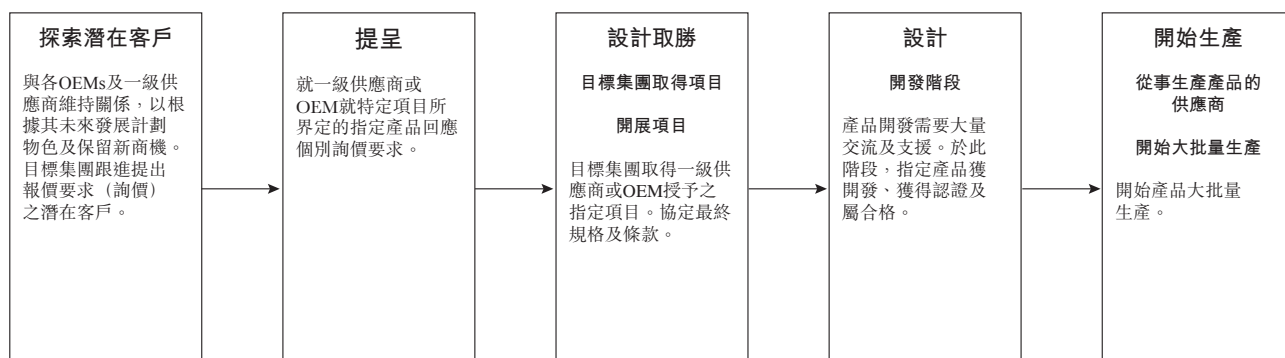 探索潛在客戶
與各OEMs及一級供
應商維持關係，以根
據其未來發展計劃
物色及保留新商機。
目標集團跟進提出
報價要求（詢價）
之潛在客戶。
提呈
就一級供應商或
OEM就特定項目所
界定的指定產品回應
個別詢價要求。
設計取勝
目標集團取得項目
開展項目
目標集團取得一級供
應商或OEM授予之
指定項目。協定最終
規格及條款。
設計
開發階段
產品開發需要大量
交流及支援。於此
階段，指定產品獲
開發、獲得認證及
屬合格。
開始生產
從事生產產品的
供應商
開始大批量生產
開始產品大批量
生產。